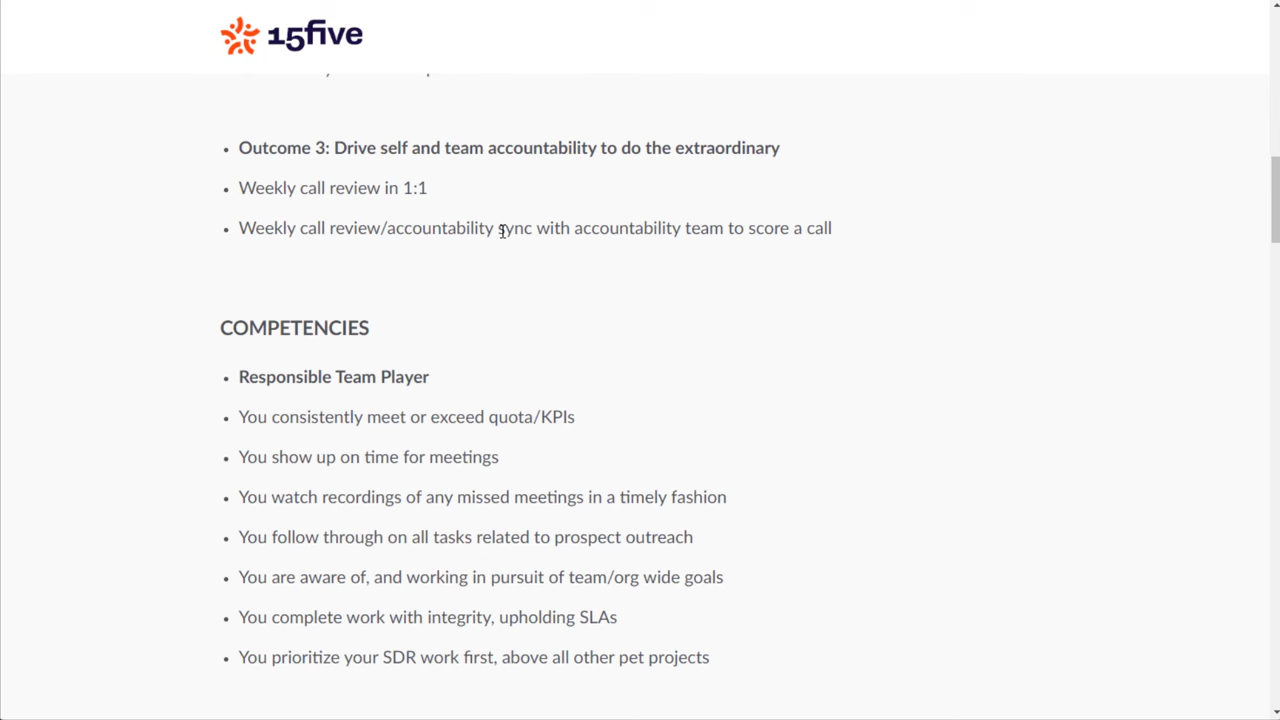 15five
Outcome 3: Drive self and team accountability to do the extraordinary
Weekly call review in 1:1
Weekly call review/accountability sync with accountability team to score a call
COMPETENCIES
Responsible Team Player
You consistently meet or exceed quota/KPIs
You show up on time for meetings
You watch recordings of any missed meetings in a timely fashion
You follow through on all tasks related to prospect outreach
You are aware of, and working in pursuit of team/org wide goals
You complete work with integrity, upholding SLAs
You prioritize your SDR work first, above all other pet projects